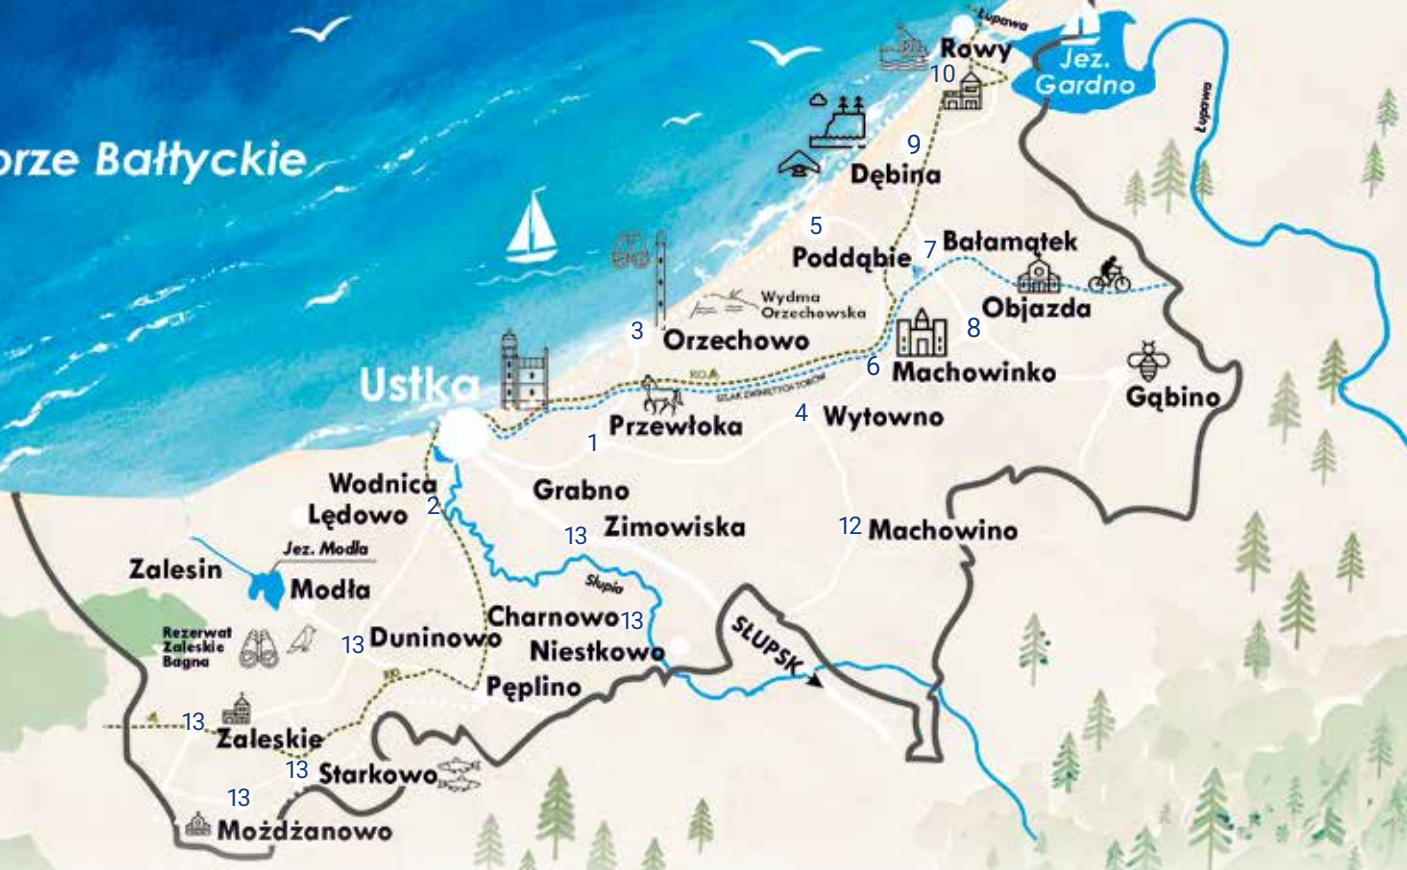 Łupawa
Rowy
Jez.
Gardno
10
Łupawa
orze Bałtyckie
9
Dębina
5
7
Bałamątek
Poddąbie
Wydma
Orzechowska
Objazda
3
8
Orzechowo
6
Machowinko
Ustka
R.O.
SZLAK ZWINIĘTYCH TORÓW
Gąbino
4
Wytowno
Przewłoka
1
Wodnica
Grabno
2
Lędowo
13
Zimowiska
12
Machowino
Jez. Modła
Zalesin
Modła
Słupia
Charnowo
13
Rezerwat
Zaleskie
Bagna
13
Duninowo
Niestkowo
SŁUPSK
Pęplino
13
Zaleskie
13
Starkowo
13
Możdżanowo